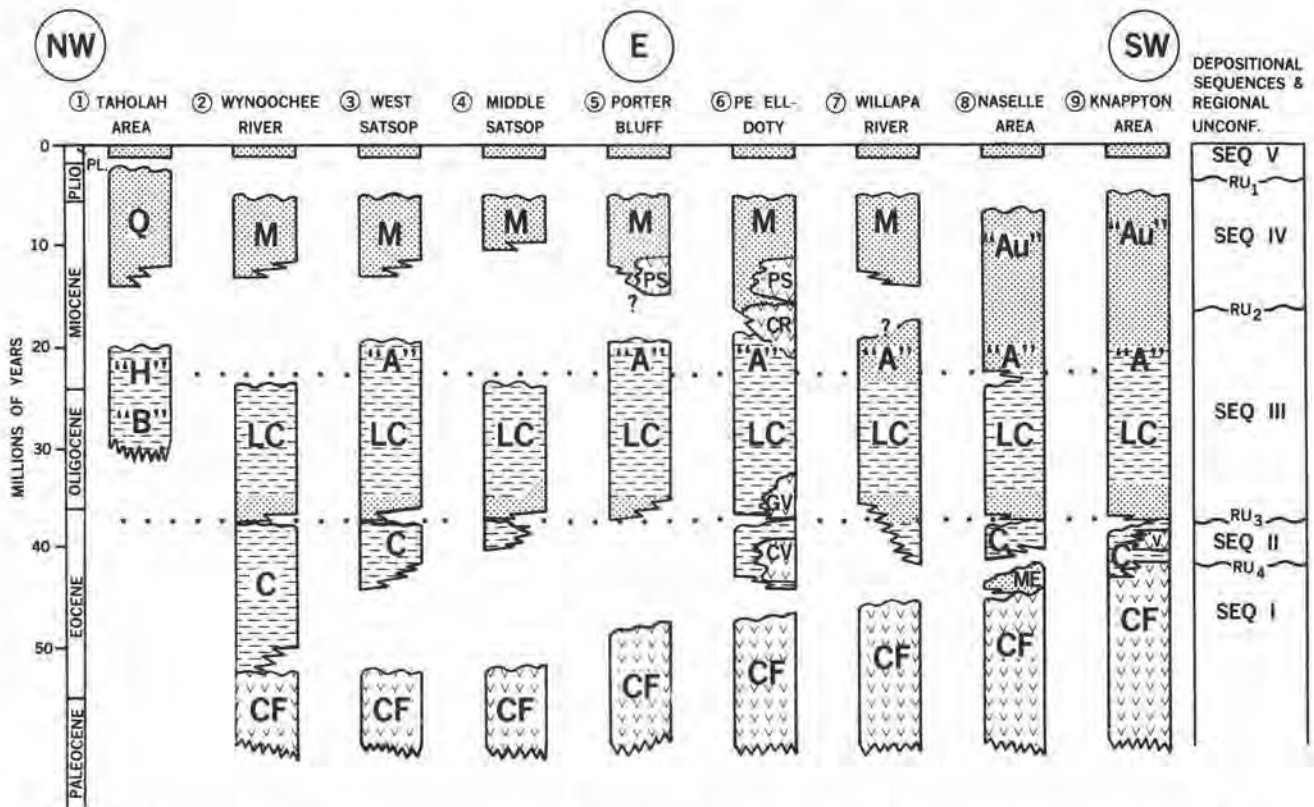 NW
E
SW
DEPOSITIONAL
SEQUENCES &
REGIONAL
UNCONF.
① TAHOLAH
AREA
② WYNOOCHEE
RIVER
③ WEST
SATSOP
④ MIDDLE
SATSOP
⑤ PORTER
BLUFF
⑥ PE ELL-
DOTY
⑦ WILLAPA
RIVER
⑧ NASELLE
AREA
⑨ KNAPPTON
AREA
MILLIONS OF YEARS
0
10
20
30
40
50
PL.
PLIO
MIOCENE
OLIGOCENE
EOCENE
PALEOCENE
Q
"H"
"B"
M
LC
C
CF
M
"A"
LC
C
CF
M
LC
CF
M
PS
?
"A"
LC
CF
M
PS
CR
"A"
LC
GV
CV
CF
M
?
"A"
LC
CF
"Au"
"A"
LC
C
ME
CF
"Au"
"A"
LC
V
C
CF
SEQ V
RU1
SEQ IV
RU2
SEQ III
RU3
SEQ II
RU4
SEQ I